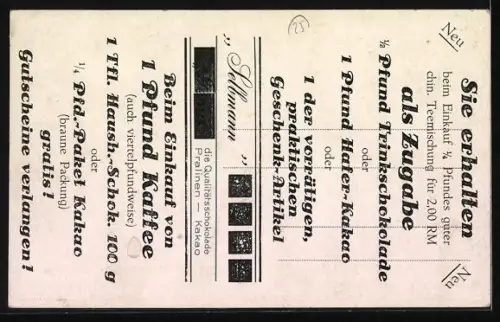 Neu
Neu
Sie erhalten
beim Einkauf ¼ Pfundes guter
chin. Teemischung für 2,00 RM
als Zugabe
½ Pfund Trinkschokolade
oder
1 Pfund Hafer-Kakao
oder
1 der vorrätigen,
praktischen
Geschenk-Artikel
„Sellmann”
die Qualitätsschokolade
Pralinen — Kakao
Beim Einkauf von
1 Pfund Kaffee
(auch viertelpfundweise)
1 Tfl. Haush.-Schok. 100 g
oder
¼ Pfd.-Paket Kakao
(braune Packung)
gratis!
Gutscheine verlangen!
25